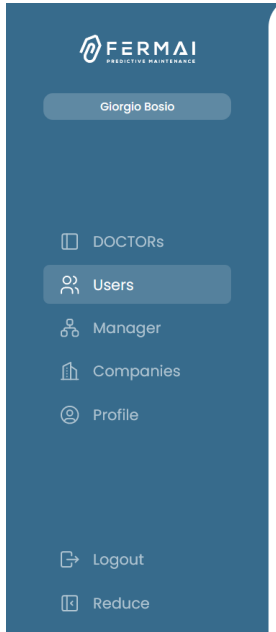 FERMAI
PREDICTIVE MAINTENANCE
Giorgio Bosio
DOCTORs
Users
Manager
Companies
Profile
Logout
Reduce